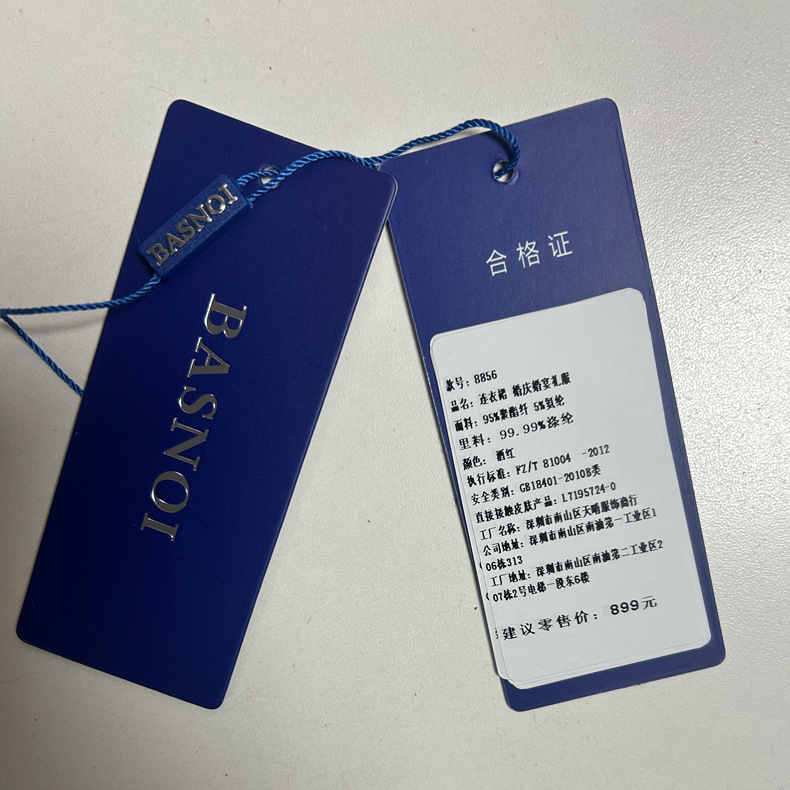 BASNOI
BASNOI
合格证
款号：8856
品名：连衣裙 婚庆婚宴礼服
面料：95%聚酯纤 5%氨纶
里料：99.99%涤纶
颜色： 酒红
执行标准：FZ/T 81004 -2012
安全类别：GB18401-2010B类
直接接触皮肤产品：L7195724-0
工厂名称：深圳市南山区天晴服饰商行
公司地址：深圳市南山区南油第一工业区1
06栋313
工厂地址：深圳市南山区南油第二工业区2
07栋2号电梯一段东6楼
建议零售价：899元